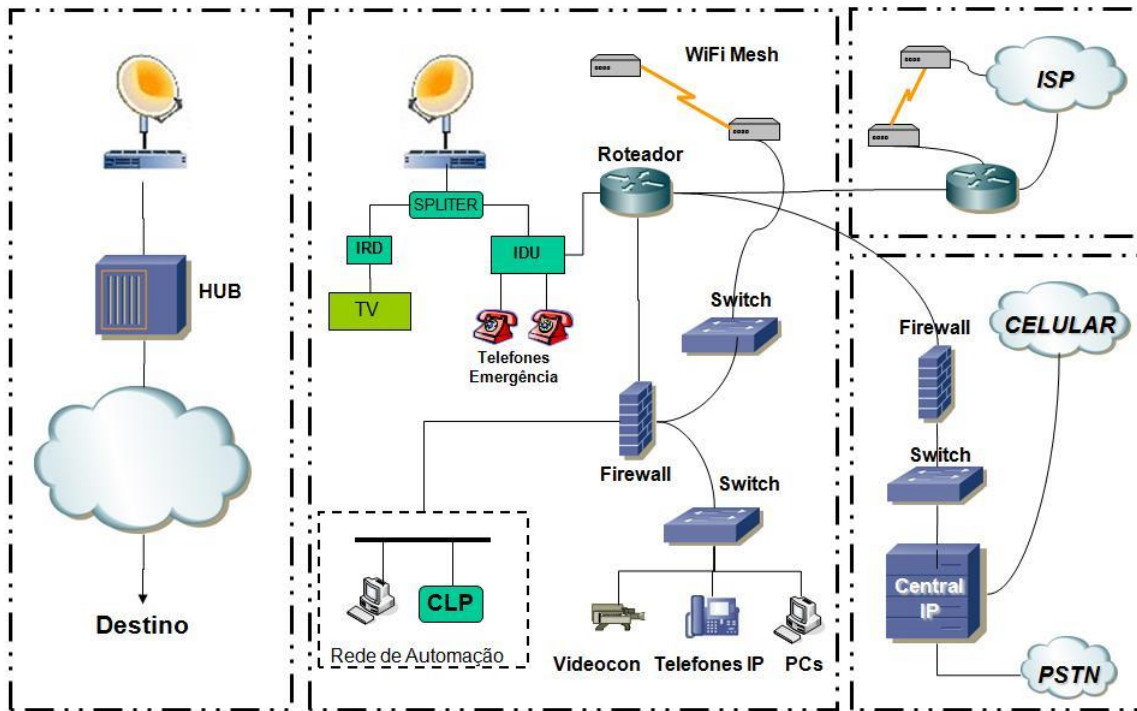 HUB
Destino
WiFi Mesh
Roteador
SPLITER
IRD
IDU
TV
Telefones
Emergência
Switch
Firewall
Switch
CLP
Rede de Automação
Videocon
Telefones IP
PCs
ISP
CELULAR
Firewall
Switch
Central
IP
PSTN